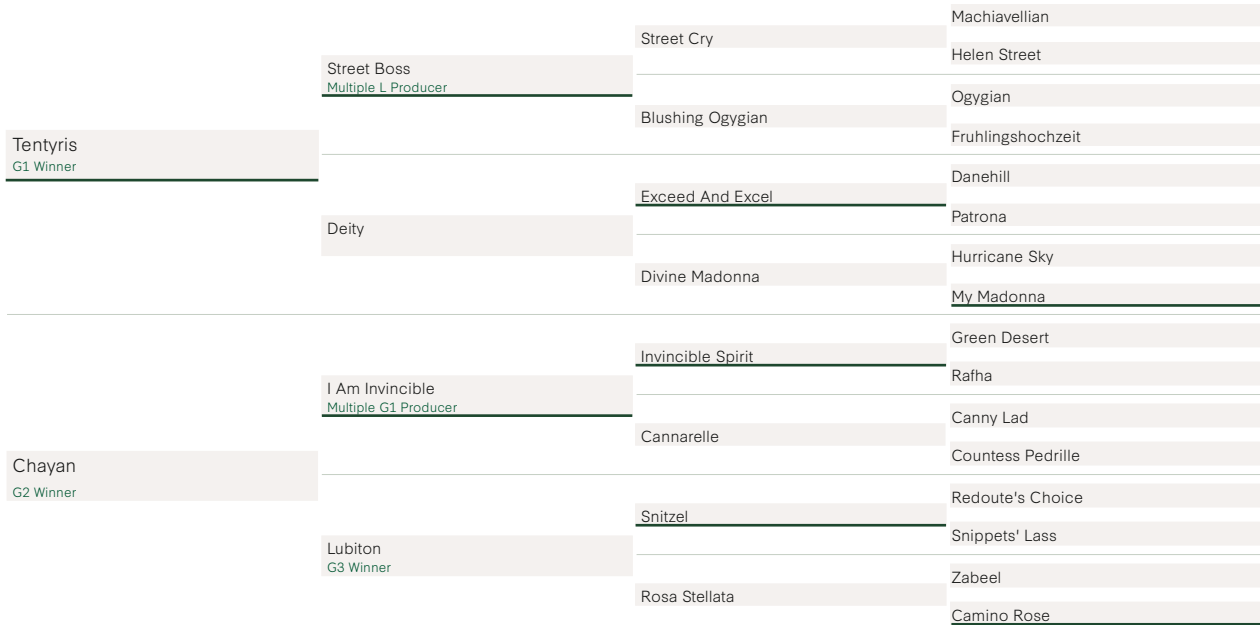 Tentyris
G1 Winner
Chayan
G2 Winner
Street Boss
Multiple L Producer
Deity
I Am Invincible
Multiple G1 Producer
Lubiton
G3 Winner
Street Cry
Blushing Ogygian
Exceed And Excel
Divine Madonna
Invincible Spirit
Cannarelle
Snitzel
Rosa Stellata
Machiavellian
Helen Street
Ogygian
Fruhlingshochzeit
Danehill
Patrona
Hurricane Sky
My Madonna
Green Desert
Rafha
Canny Lad
Countess Pedrille
Redoute's Choice
Snippets' Lass
Zabeel
Camino Rose